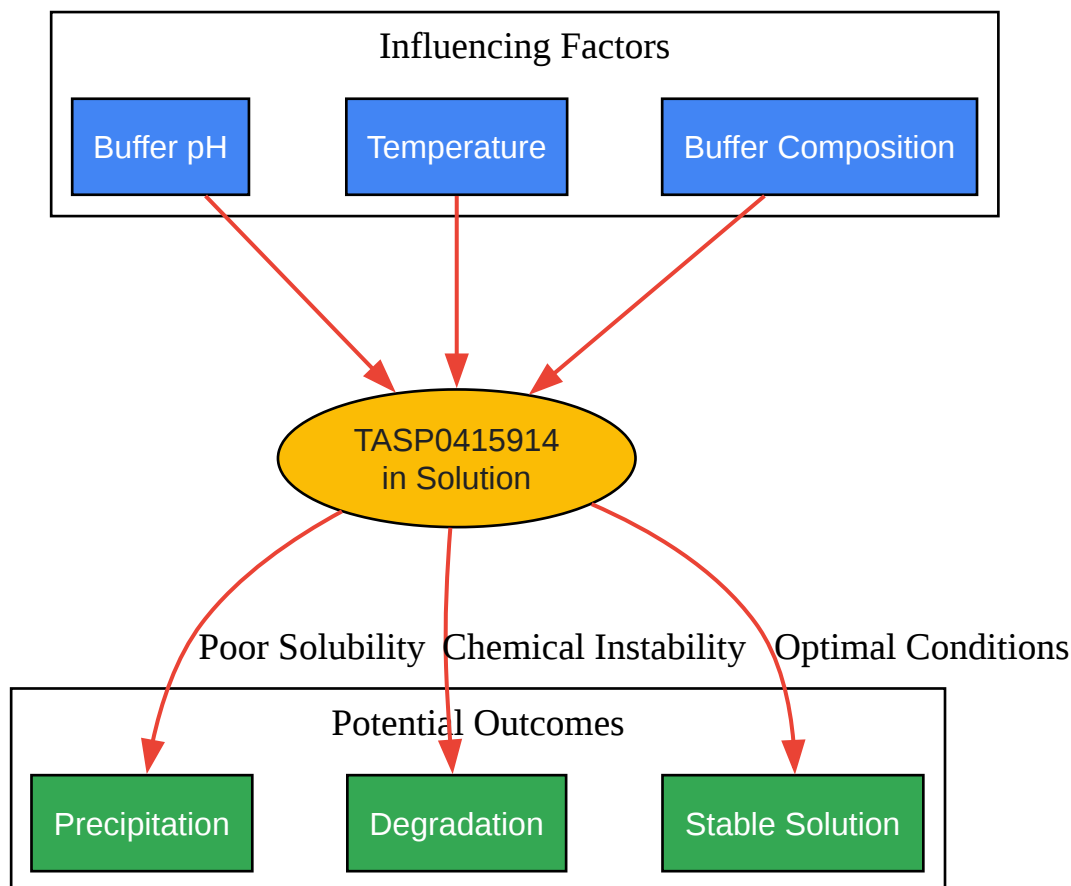 Influencing Factors
Buffer pH
Temperature
Buffer Composition
TASP0415914
in Solution
Poor Solubility
Chemical Instability
Optimal Conditions
Potential Outcomes
Precipitation
Degradation
Stable Solution